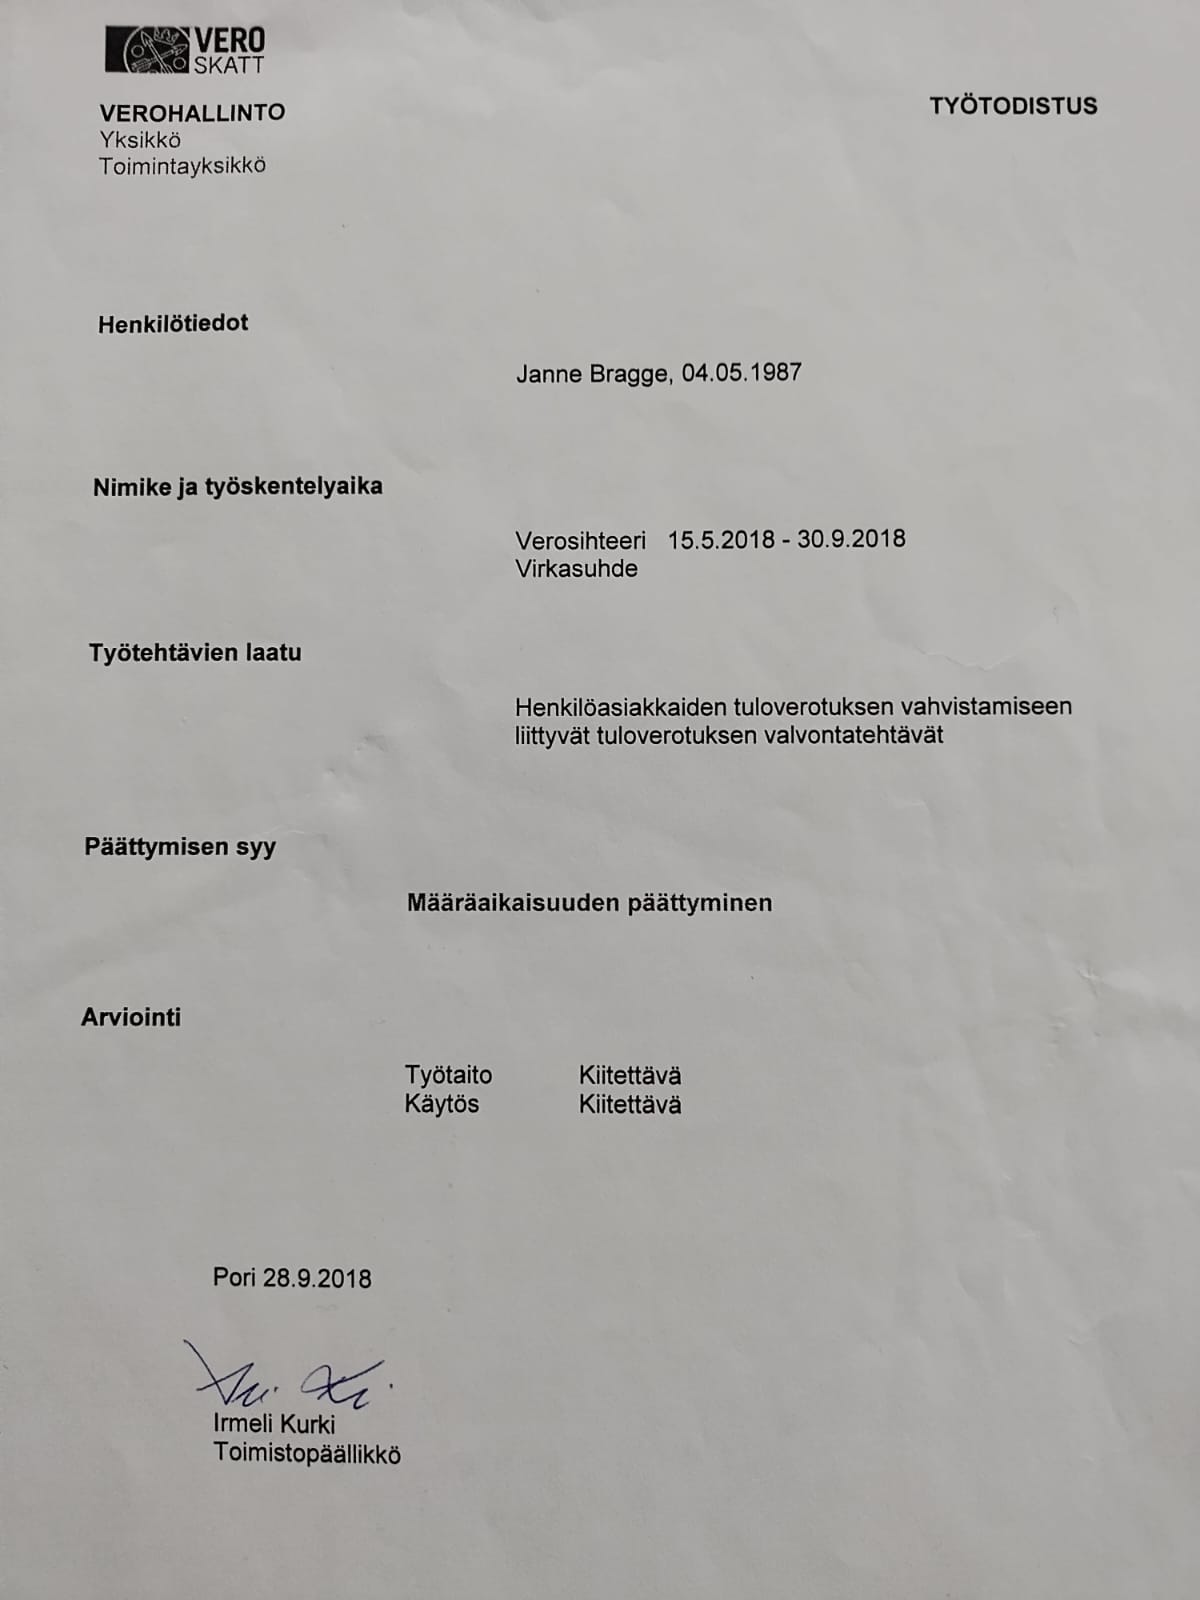 VERO
SKATT
VEROHALLINTO
Yksikkö
Toimintayksikkö
TYÖTODISTUS
Henkilötiedot
Janne Bragge, 04.05.1987
Nimike ja työskentelyaika
Verosihteeri 15.5.2018 - 30.9.2018
Virkasuhde
Työtehtävien laatu
Henkilöasiakkaiden tuloverotuksen vahvistamiseen
liittyvät tuloverotuksen valvontatehtävät
Päättymisen syy
Määräaikaisuuden päättyminen
Arviointi
Työtaito Kiitettävä
Käytös Kiitettävä
Pori 28.9.2018
Irmeli Kurki
Toimistopäällikkö